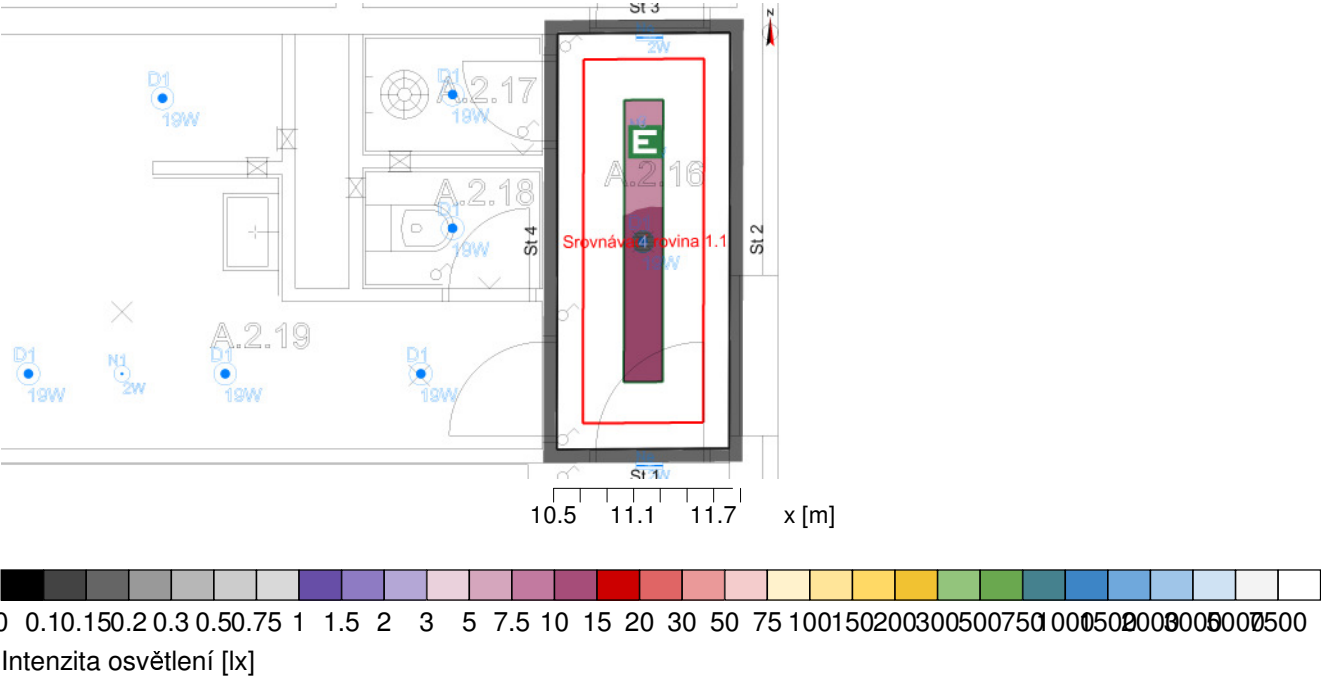 St 3
N
2W
D1
D1
A.2.17
19W
19W
E
A.2.16
A.2.18
D1
St 4
St 2
Srovnáva 4 rovina 1.1
19W
A.2.19
D1
N1
D1
D1
19W
2W
19W
19W
St 1
10.5 11.1 11.7 x [m]
0 0.1 0.15 0.2 0.3 0.5 0.75 1 1.5 2 3 5 7.5 10 15 20 30 50 75 100 150 200 300 500 750 1000 1500 2000 3000 5000 7500
Intenzita osvětlení [lx]